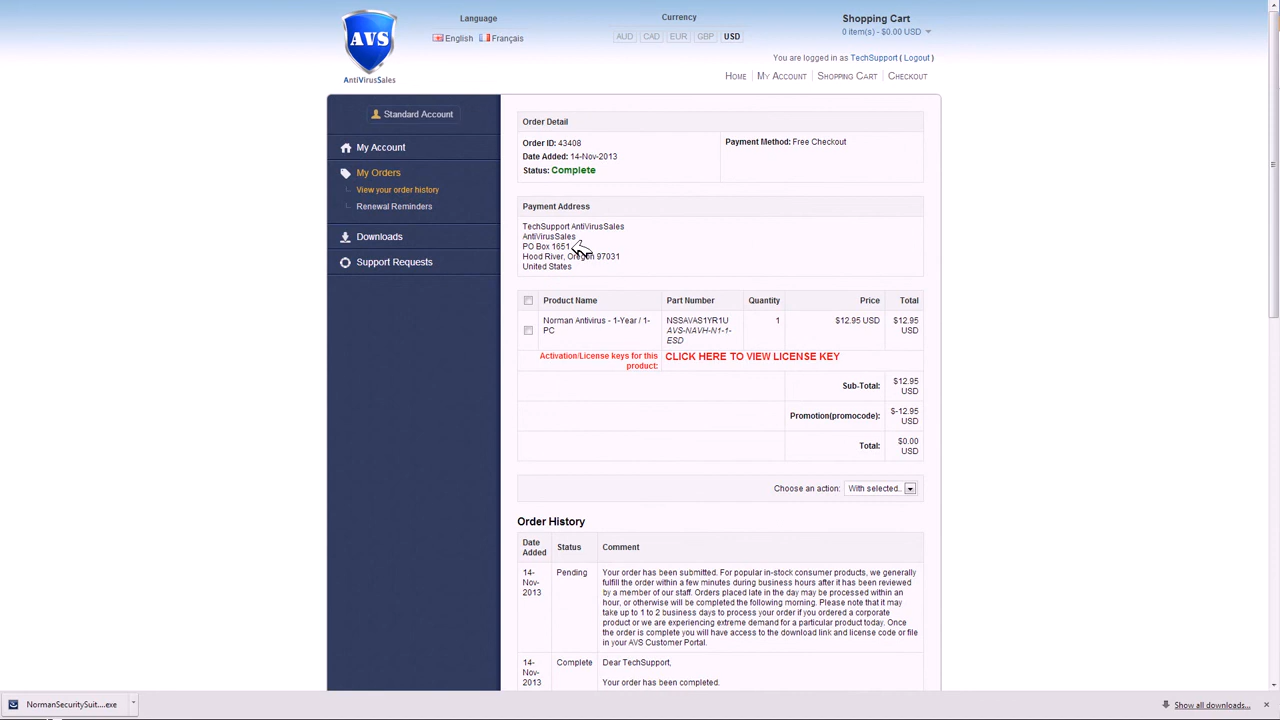 Language
English Français
Currency
AUD CAD EUR GBP USD
Shopping Cart
0 item(s) - $0.00 USD
AVS
AntiVirusSales
You are logged in as TechSupport ( Logout )
Home My Account Shopping Cart Checkout
Standard Account
My Account
My Orders
View your order history
Renewal Reminders
Downloads
Support Requests
Order Detail
Order ID: 43408
Date Added: 14-Nov-2013
Status: Complete
Payment Method: Free Checkout
Payment Address
TechSupport AntiVirusSales
AntiVirusSales
PO Box 1651
Hood River, Oregon 97031
United States
Product Name Part Number Quantity Price Total
Norman Antivirus - 1-Year / 1- NSSAVAS1YR1U 1 $12.95 USD $12.95
PC AVS-NAVH-N1-1- USD
ESD
Activation/License keys for this CLICK HERE TO VIEW LICENSE KEY
product:
Sub-Total: $12.95
USD
Promotion(promocode): $-12.95
USD
Total: $0.00
USD
Choose an action: With selected..
Order History
Date Status Comment
Added
14- Pending Your order has been submitted. For popular in-stock consumer products, we generally
Nov- fulfill the order within a few minutes during business hours after it has been reviewed
2013 by a member of our staff. Orders placed late in the day may be processed within an
hour, or otherwise will be completed the following morning. Please note that it may
take up to 1 to 2 business days to process your order if you ordered a corporate
product or we are experiencing extreme demand for a particular product today. Once
the order is complete you will have access to the download link and license code or file
in your AVS Customer Portal.
14- Complete Dear TechSupport,
Nov-
2013 Your order has been completed.
NormanSecuritySuit....exe
Show all downloads...